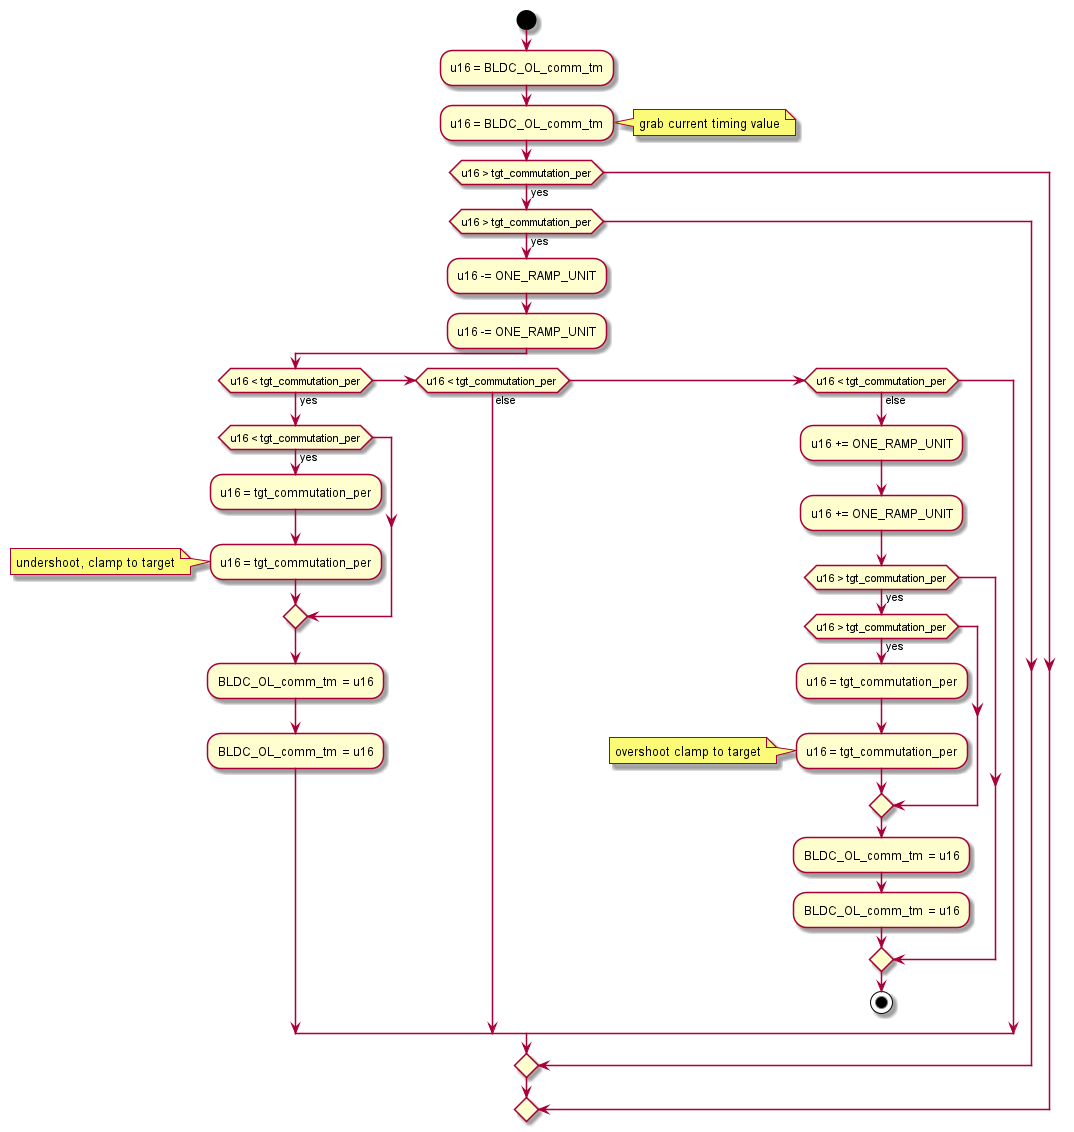 u16 = BLDC_OL_comm_tm
u16 = BLDC_OL_comm_tm
grab current timing value
u16 > tgt_commutation_per
yes
u16 > tgt_commutation_per
yes
u16 -= ONE_RAMP_UNIT
u16 -= ONE_RAMP_UNIT
u16 < tgt_commutation_per
yes
u16 < tgt_commutation_per
yes
u16 = tgt_commutation_per
u16 = tgt_commutation_per
undershoot, clamp to target
BLDC_OL_comm_tm = u16
BLDC_OL_comm_tm = u16
u16 < tgt_commutation_per
else
u16 < tgt_commutation_per
else
u16 += ONE_RAMP_UNIT
u16 += ONE_RAMP_UNIT
u16 > tgt_commutation_per
yes
u16 > tgt_commutation_per
yes
u16 = tgt_commutation_per
u16 = tgt_commutation_per
overshoot clamp to target
BLDC_OL_comm_tm = u16
BLDC_OL_comm_tm = u16